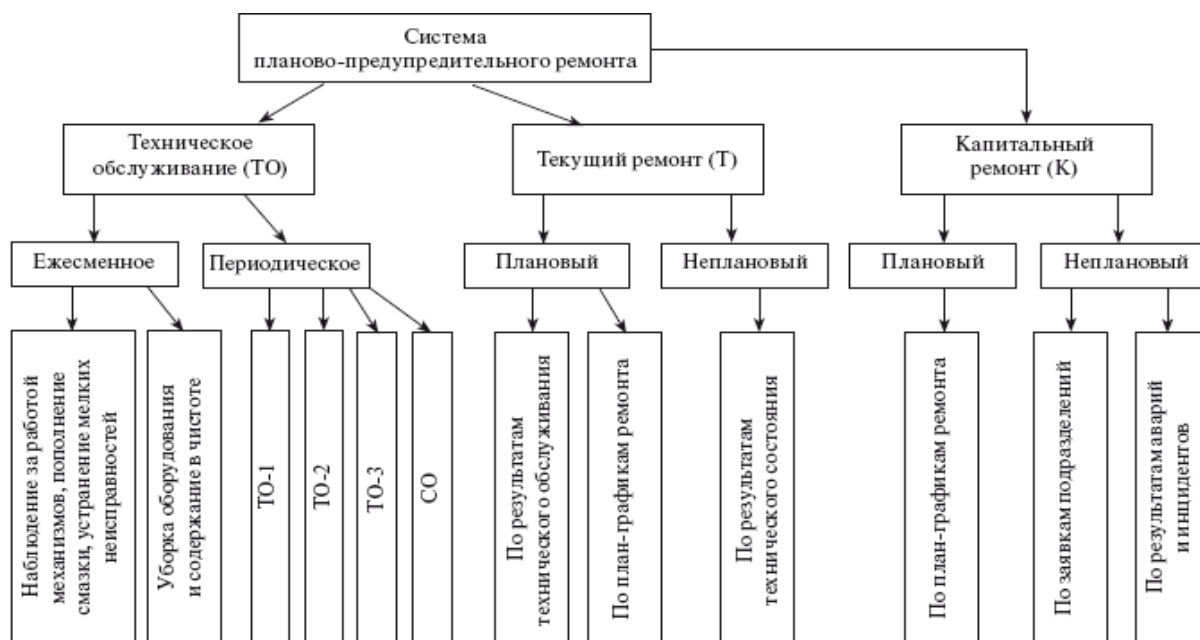 Система
планово-предупредительного ремонта
Техническое
обслуживание (ТО)
Текущий ремонт (Т)
Капитальный
ремонт (К)
Ежесменное
Периодическое
Плановый
Неплановый
Плановый
Неплановый
Наблюдение за работой
механизмов, пополнение
смазки, устранение мелких
неисправностей
Уборка оборудования
и содержание в чистоте
ТО-1
ТО-2
ТО-3
СО
По результатам
технического обслуживания
По план-графикам ремонта
По результатам
технического состояния
По план-графикам ремонта
По заявкам подразделений
По результатам аварий
и инцидентов